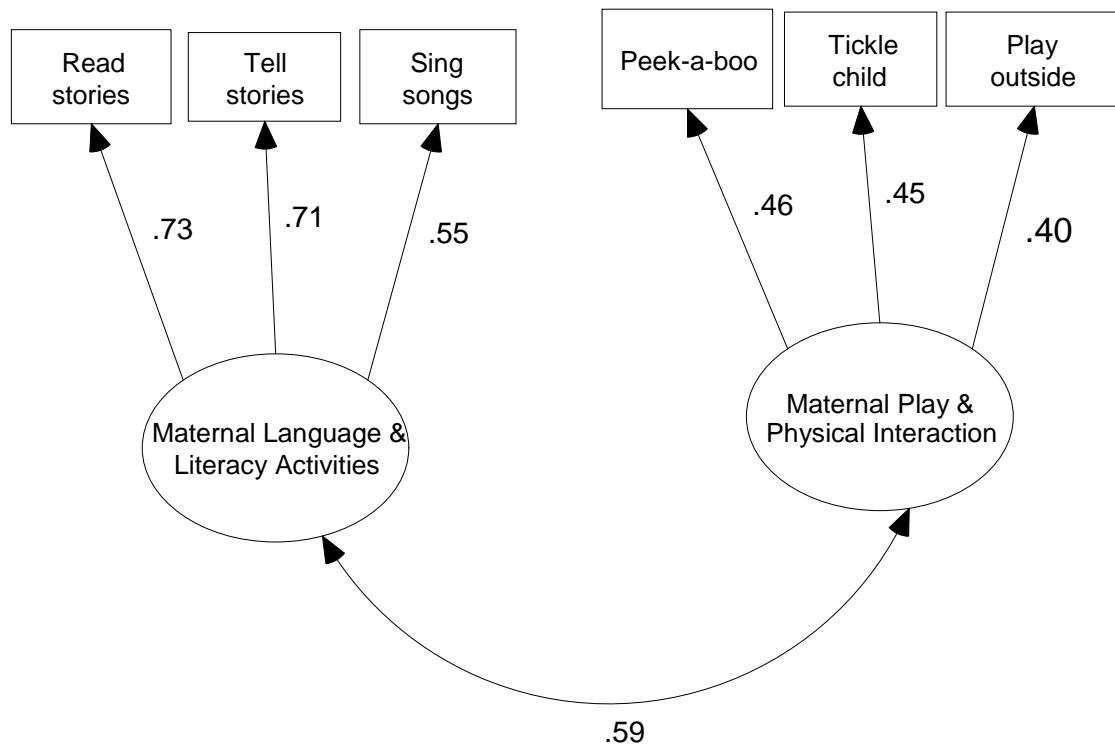 Read
stories
Tell
stories
Sing
songs
Peek-a-boo
Tickle
child
Play
outside
.73
.71
.55
.46
.45
.40
Maternal Language &
Literacy Activities
Maternal Play &
Physical Interaction
.59